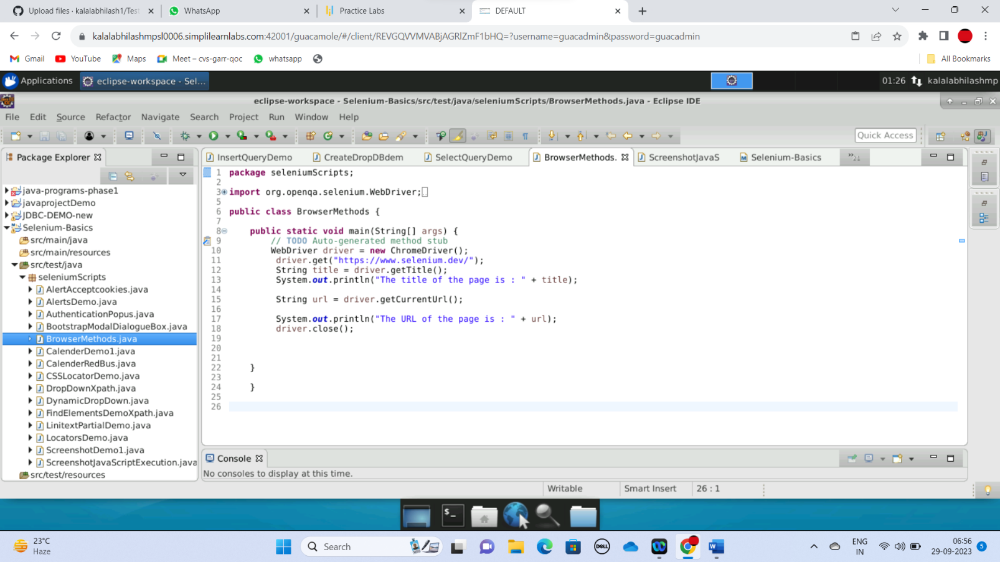 Upload files · kalalabhilash1/Tes
WhatsApp
Practice Labs
DEFAULT
kalalabhilashmpsl0006.simplilearnlabs.com:42001/guacamole/#/client/REVGQVVMVABjAGRlZmF1bHQ=?username=guacadmin&password=guacadmin
Gmail
YouTube
Maps
Meet – cvs-garr-qoc
whatsapp
All Bookmarks
Applications
eclipse-workspace - Sel...
01:26
kalalabhilashmp
eclipse-workspace - Selenium-Basics/src/test/java/seleniumScripts/BrowserMethods.java - Eclipse IDE
File Edit Source Refactor Navigate Search Project Run Window Help
Quick Access
Package Explorer
java-programs-phase1
javaprojectDemo
JDBC-DEMO-new
Selenium-Basics
src/main/java
src/main/resources
src/test/java
seleniumScripts
AlertAcceptcookies.java
AlertsDemo.java
AuthenticationPopus.java
BootstrapModalDialogueBox.java
BrowserMethods.java
CalenderDemo1.java
CalenderRedBus.java
CSSLocatorDemo.java
DropDownXpath.java
DynamicDropDown.java
FindElementsDemoXpath.java
LinitextPartialDemo.java
LocatorsDemo.java
ScreenshotDemo1.java
ScreenshotJavaScriptExecution.java
src/test/resources
InsertQueryDemo
CreateDropDBdem
SelectQueryDemo
BrowserMethods.
ScreenshotJavaS
Selenium-Basics
»21
1 package seleniumScripts;
2
3 import org.openqa.selenium.WebDriver;
5
6 public class BrowserMethods {
7
8 public static void main(String[] args) {
9 // TODO Auto-generated method stub
10 WebDriver driver = new ChromeDriver();
11 driver.get("https://www.selenium.dev/");
12 String title = driver.getTitle();
13 System.out.println("The title of the page is : " + title);
14
15 String url = driver.getCurrentUrl();
16
17 System.out.println("The URL of the page is : " + url);
18 driver.close();
19
20
21
22 }
23
24 }
25
26
Console
No consoles to display at this time.
Writable
Smart Insert
26 : 1
$_
23°C
Haze
Search
DELL
W
ENG
IN
06:56
29-09-2023
5